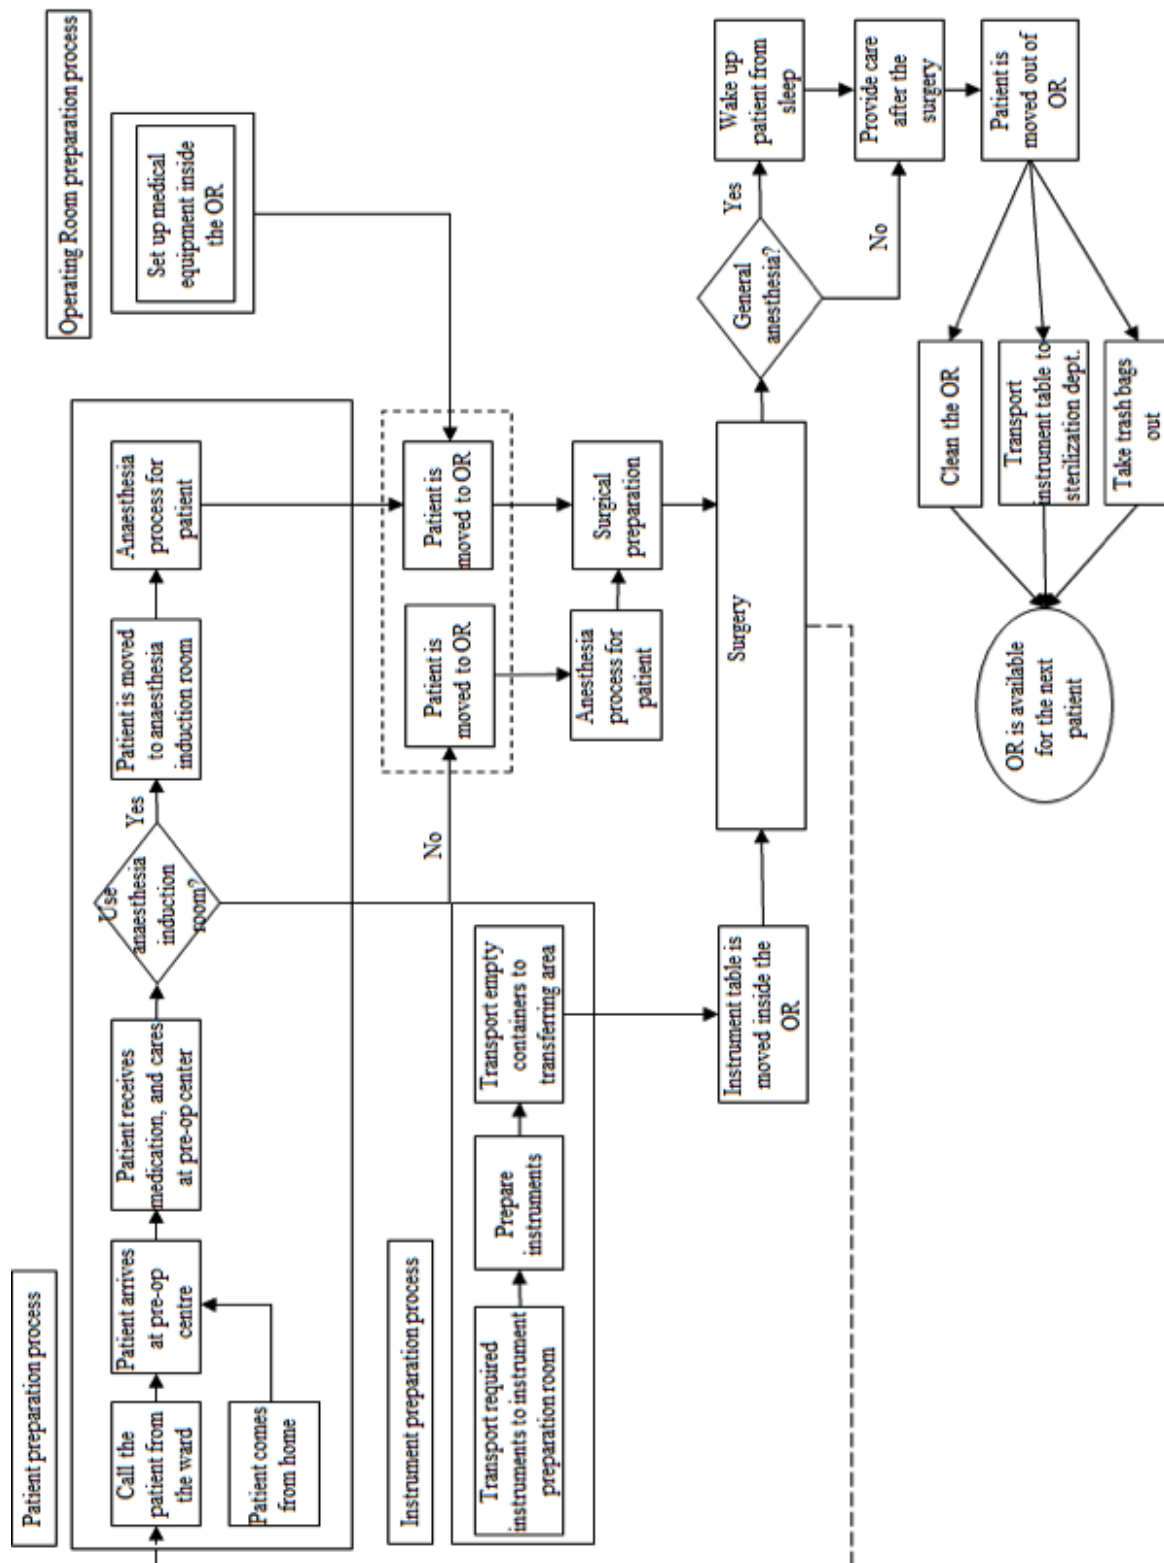 Patient preparation process
Call the
patient from
the ward
Patient comes
from home
Patient arrives
at pre-op
centre
Patient receives
medication, and cares
at pre-op center
Use
anaesthesia
induction
room?
Yes
No
Patient is moved
to anaesthesia
induction room
Anaesthesia
process for
patient
Operating Room preparation process
Set up medical
equipment inside
the OR
Patient is
moved to OR
Patient is
moved to OR
Anesthesia
process for
patient
Surgical
preparation
Instrument preparation process
Transport required
instruments to instrument
preparation room
Prepare
instruments
Transport empty
containers to
transferring area
Instrument table is
moved inside the
OR
Surgery
General
anesthesia?
Yes
No
Wake up
patient from
sleep
Provide care
after the
surgery
Patient is
moved out of
OR
Clean the OR
Transport
instrument table to
sterilization dept.
Take trash bags
out
OR is available
for the next
patient